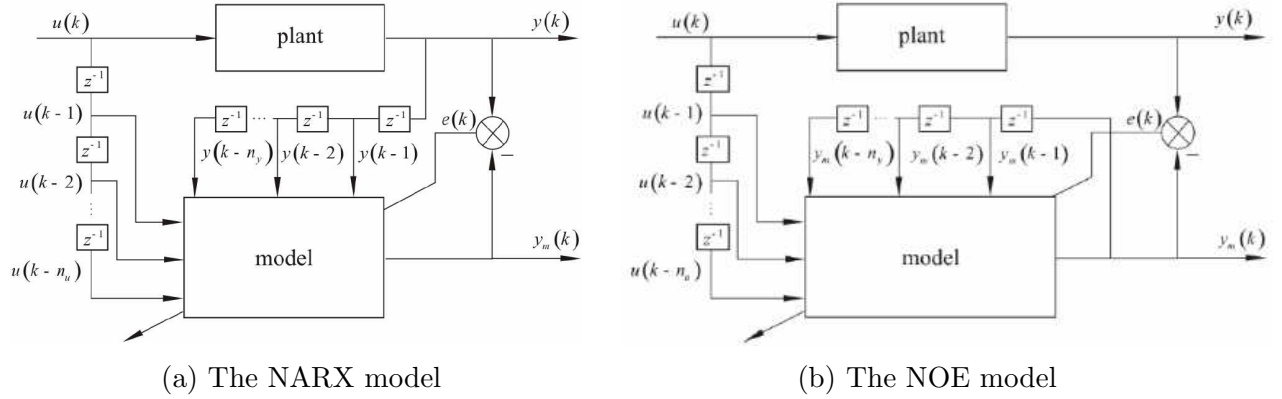 u(k)
plant
y(k)
z⁻¹
u(k-1)
z⁻¹ ... z⁻¹ z⁻¹
e(k)
y(k-n_y) y(k-2) y(k-1)
−
z⁻¹
u(k-2)
⋮
z⁻¹
model
y_m(k)
u(k-n_u)
(a) The NARX model
u(k)
plant
y(k)
z⁻¹
u(k-1)
z⁻¹ ... z⁻¹ z⁻¹
e(k)
y_m(k-n_y) y_m(k-2) y_m(k-1)
−
z⁻¹
u(k-2)
⋮
z⁻¹
model
y_m(k)
u(k-n_u)
(b) The NOE model